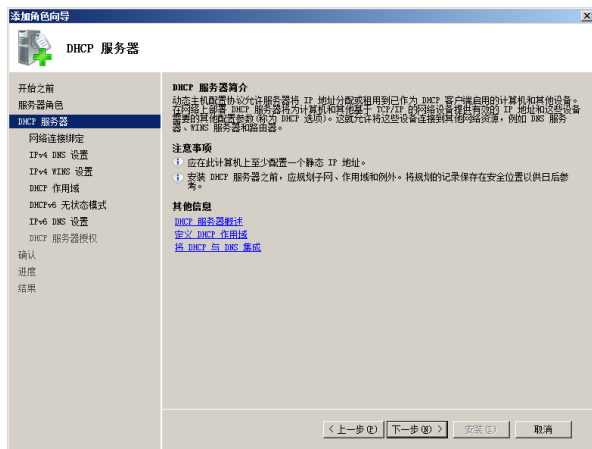 添加角色向导
DHCP 服务器
开始之前
服务器角色
DHCP 服务器
网络连接绑定
IPv4 DNS 设置
IPv4 WINS 设置
DHCP 作用域
DHCPv6 无状态模式
IPv6 DNS 设置
DHCP 服务器授权
确认
进度
结果
DHCP 服务器简介
动态主机配置协议允许服务器将 IP 地址分配或租用到已作为 DHCP 客户端启用的计算机和其他设备。
在网络上部署 DHCP 服务器将为计算机和其他基于 TCP/IP 的网络设备提供有效的 IP 地址和这些设备
需要的其他配置参数(称为 DHCP 选项)。这就允许将这些设备连接到其他网络资源，例如 DNS 服务
器、WINS 服务器和路由器。
注意事项
应在此计算机上至少配置一个静态 IP 地址。
安装 DHCP 服务器之前，应规划子网、作用域和例外。将规划的记录保存在安全位置以供日后参
考。
其他信息
DHCP 服务器概述
定义 DHCP 作用域
将 DHCP 与 DNS 集成
< 上一步(P) 下一步(N) > 安装(I) 取消